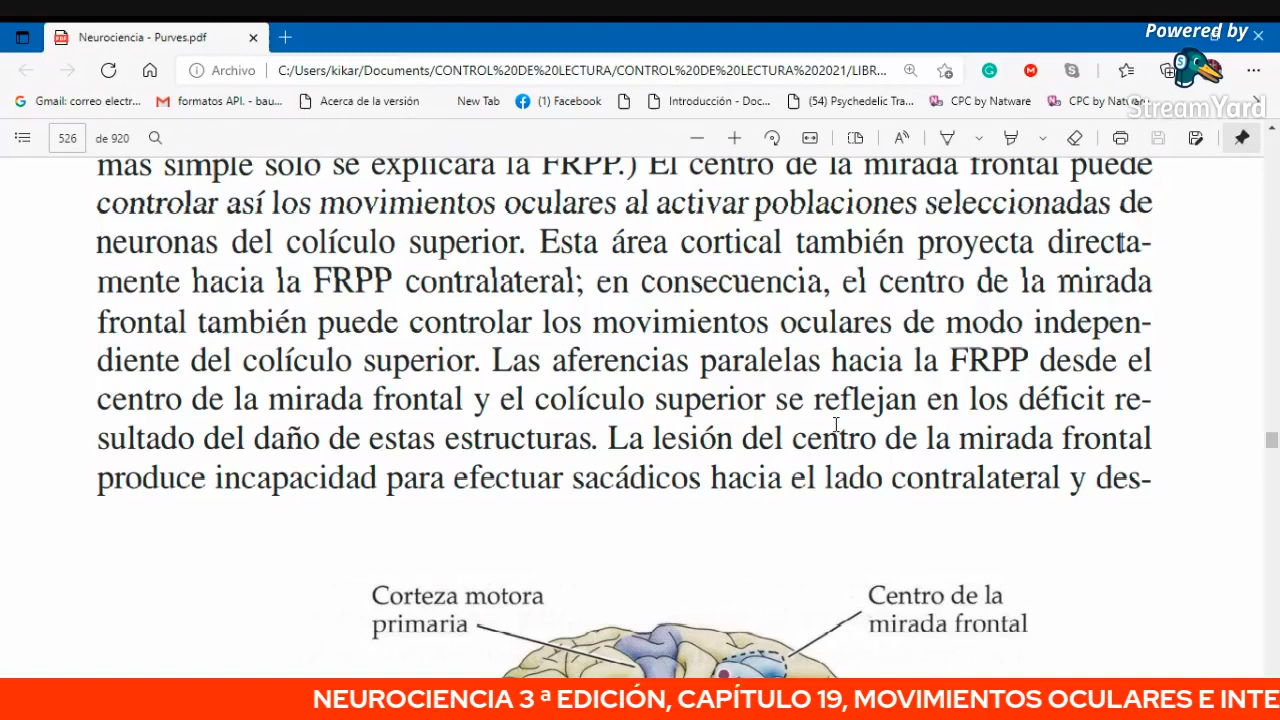 Powered by
Neurociencia - Purves.pdf
StreamYard
Archivo
C:/Users/kikar/Documents/CONTROL%20DE%20LECTURA/CONTROL%20DE%20LECTURA%202021/LIBR...
Gmail: correo electr...
formatos API. - bau...
Acerca de la versión
New Tab
(1) Facebook
Introducción - Doc...
(54) Psychedelic Tra...
CPC by Natware
CPC by Natware
526
de 920
más simple sólo se explicará la FRPP.) El centro de la mirada frontal puede
controlar así los movimientos oculares al activar poblaciones seleccionadas de
neuronas del colículo superior. Esta área cortical también proyecta directa-
mente hacia la FRPP contralateral; en consecuencia, el centro de la mirada
frontal también puede controlar los movimientos oculares de modo indepen-
diente del colículo superior. Las aferencias paralelas hacia la FRPP desde el
centro de la mirada frontal y el colículo superior se reflejan en los déficit re-
sultado del daño de estas estructuras. La lesión del centro de la mirada frontal
produce incapacidad para efectuar sacádicos hacia el lado contralateral y des-
Corteza motora
primaria
Centro de la
mirada frontal
NEUROCIENCIA 3 ª EDICIÓN, CAPÍTULO 19, MOVIMIENTOS OCULARES E INTE